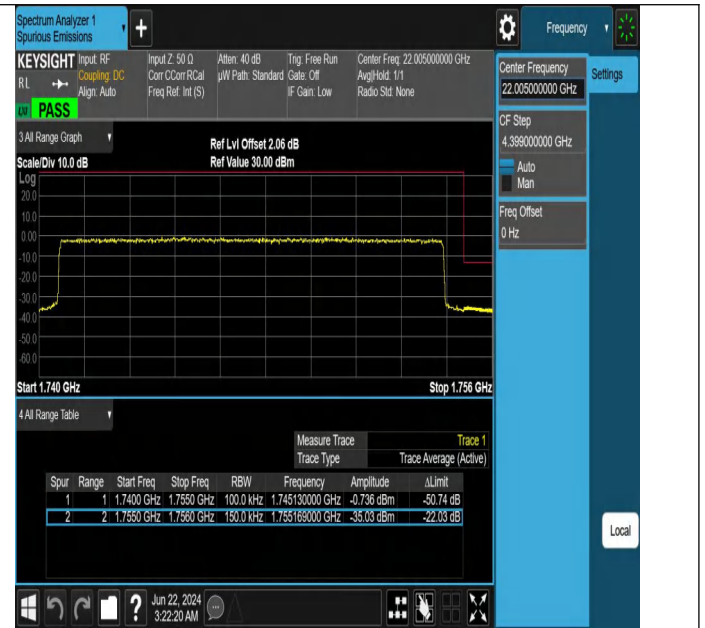 Spectrum Analyzer 1
Spurious Emissions
+
Frequency
KEYSIGHT Input: RF Input Z: 50 Ω Atten: 40 dB Trig: Free Run Center Freq: 22.005000000 GHz
RL Coupling: DC Corr CCorr RCal µW Path: Standard Gate: Off Avg|Hold: 1/1
Align: Auto Freq Ref: Int (S) IF Gain: Low Radio Std: None
PASS
Center Frequency
22.005000000 GHz
Settings
CF Step
4.399000000 GHz
Auto
Man
Freq Offset
0 Hz
3 All Range Graph
Ref Lvl Offset 2.06 dB
Scale/Div 10.0 dB Ref Value 30.00 dBm
Log
20.0
10.0
0.00
-10.0
-20.0
-30.0
-40.0
-50.0
-60.0
Start 1.740 GHz Stop 1.756 GHz
4 All Range Table
Measure Trace Trace 1
Trace Type Trace Average (Active)
Spur Range Start Freq Stop Freq RBW Frequency Amplitude ΔLimit
1 1 1.7400 GHz 1.7550 GHz 100.0 kHz 1.745130000 GHz -0.736 dBm -50.74 dB
2 2 1.7550 GHz 1.7560 GHz 150.0 kHz 1.755169000 GHz -35.03 dBm -22.03 dB
Local
? Jun 22, 2024
3:22:20 AM